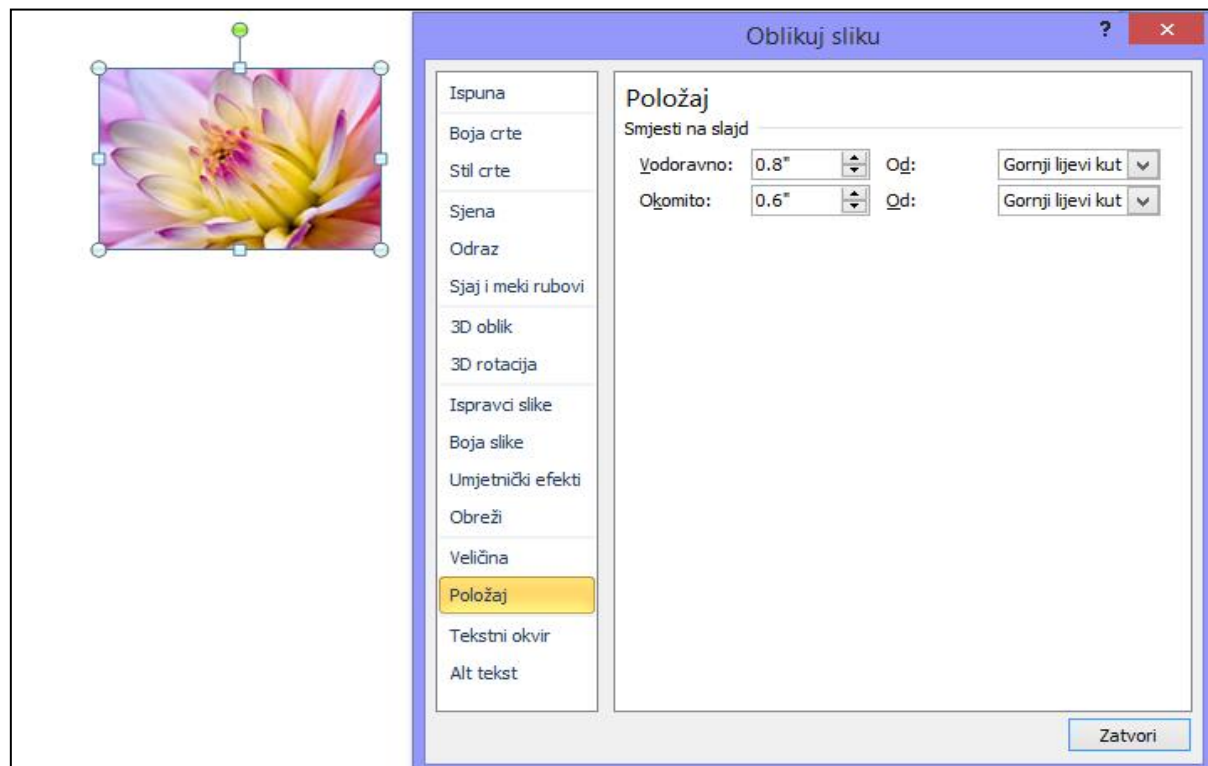 Oblikuj sliku
?
Ispuna
Boja crte
Stil crte
Sjena
Odraz
Sjaj i meki rubovi
3D oblik
3D rotacija
Ispravci slike
Boja slike
Umjetnički efekti
Obreži
Veličina
Položaj
Tekstni okvir
Alt tekst
Položaj
Smjesti na slajd
Vodoravno: 0.8" Od: Gornji lijevi kut
Okomito: 0.6" Od: Gornji lijevi kut
Zatvori